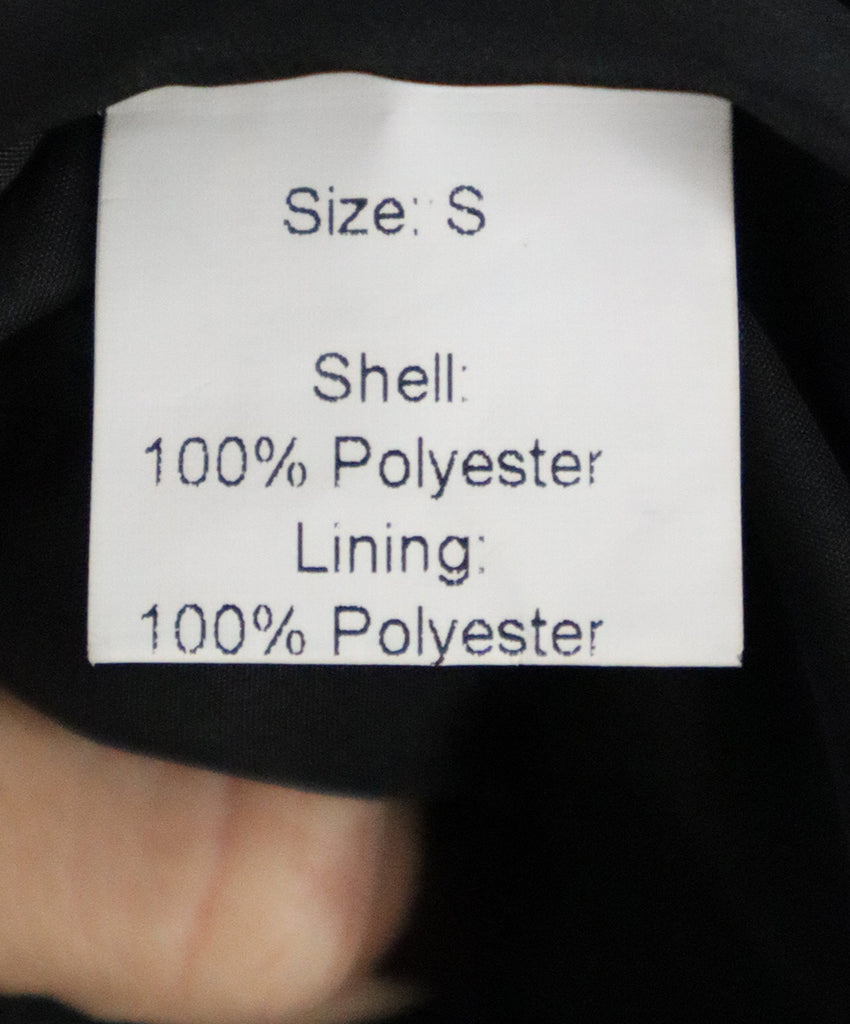 Size: S
Shell:
100% Polyester
Lining:
100% Polyester